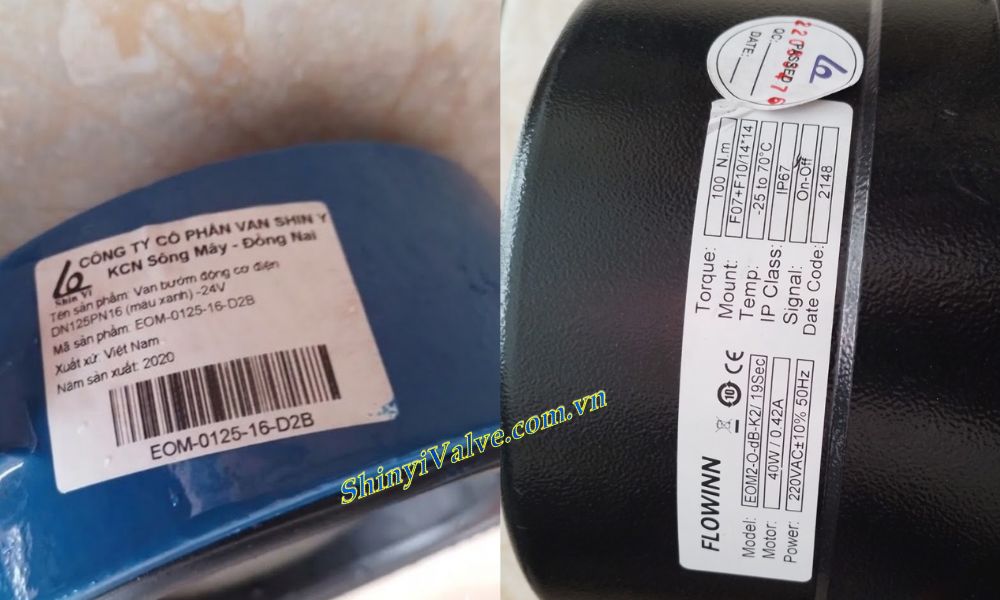 CÔNG TY CỔ PHẦN VAN SHIN Y
KCN Sông Mây - Đồng Nai
Shin Yi
Tên sản phẩm: Van bướm động cơ điện
DN125PN16 (màu xanh) -24V
Mã sản phẩm: EOM-0125-16-D2B
Xuất xứ: Việt Nam
Năm sản xuất: 2020
EOM-0125-16-D2B
ShinyiValve.com.vn
PASSED
QC:
DATE:
Torque: 100 N.m
Mount: F07+F10/14*14
Temp: -25 to 70°C
IP Class: IP67
Signal: On-Off
Date Code: 2148
FLOWINN
10
CE
Model: EOM2-O-dB-K2/ 19Sec
Motor: 40W / 0.42A
Power: 220VAC±10% 50Hz